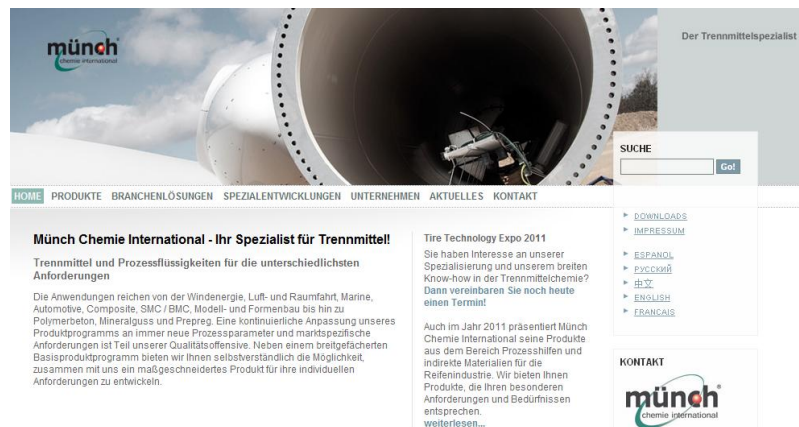 münch
chemie international
Der Trennmittelspezialist
SUCHE
Go!
HOME PRODUKTE BRANCHENLÖSUNGEN SPEZIALENTWICKLUNGEN UNTERNEHMEN AKTUELLES KONTAKT
DOWNLOADS
IMPRESSUM
ESPANOL
РУССКИЙ
中文
ENGLISH
FRANCAIS
Münch Chemie International - Ihr Spezialist für Trennmittel!
Trennmittel und Prozessflüssigkeiten für die unterschiedlichsten
Anforderungen
Die Anwendungen reichen von der Windenergie, Luft- und Raumfahrt, Marine,
Automotive, Composite, SMC / BMC, Modell- und Formenbau bis hin zu
Polymerbeton, Mineralguss und Prepreg. Eine kontinuierliche Anpassung unseres
Produktprogramms an immer neue Prozessparameter und marktspezifische
Anforderungen ist Teil unserer Qualitätsoffensive. Neben einem breitgefächerten
Basisproduktprogramm bieten wir Ihnen selbstverständlich die Möglichkeit,
zusammen mit uns ein maßgeschneidertes Produkt für ihre individuellen
Anforderungen zu entwickeln.
Tire Technology Expo 2011
Sie haben Interesse an unserer
Spezialisierung und unserem breiten
Know-how in der Trennmittelchemie?
Dann vereinbaren Sie noch heute
einen Termin!
Auch im Jahr 2011 präsentiert Münch
Chemie International seine Produkte
aus dem Bereich Prozesshilfen und
indirekte Materialien für die
Reifenindustrie. Wir bieten Ihnen
Produkte, die Ihren besonderen
Anforderungen und Bedürfnissen
entsprechen.
weiterlesen...
KONTAKT
münch
chemie international